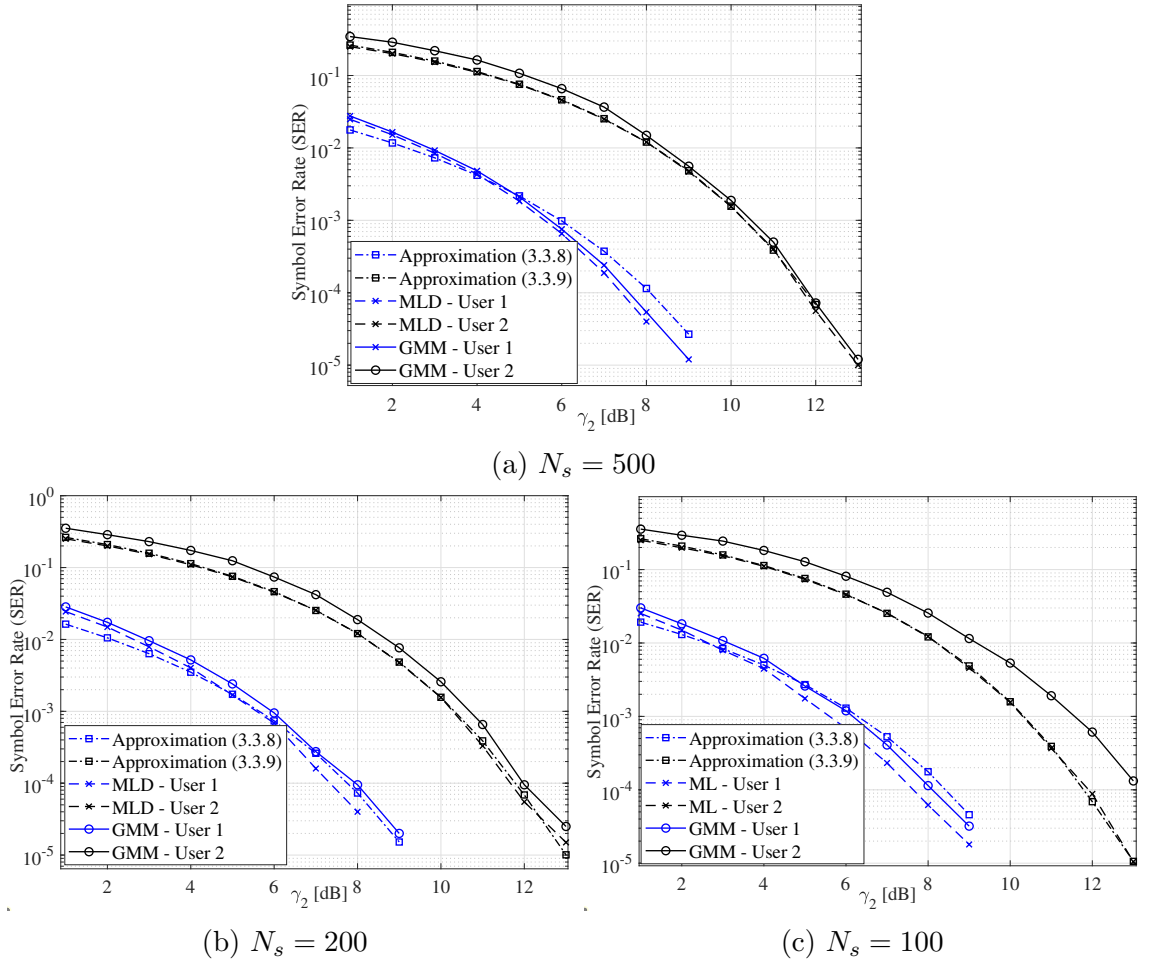 10^-1
10^-2
10^-3
10^-4
10^-5
Symbol Error Rate (SER)
Approximation (3.3.8)
Approximation (3.3.9)
MLD - User 1
MLD - User 2
GMM - User 1
GMM - User 2
2 4 6 8 10 12
γ_2 [dB]
(a) N_s = 500
10^0
10^-1
10^-2
10^-3
10^-4
10^-5
Symbol Error Rate (SER)
Approximation (3.3.8)
Approximation (3.3.9)
MLD - User 1
MLD - User 2
GMM - User 1
GMM - User 2
2 4 6 8 10 12
γ_2 [dB]
(b) N_s = 200
10^-1
10^-2
10^-3
10^-4
10^-5
Symbol Error Rate (SER)
Approximation (3.3.8)
Approximation (3.3.9)
ML - User 1
ML - User 2
GMM - User 1
GMM - User 2
2 4 6 8 10 12
γ_2 [dB]
(c) N_s = 100